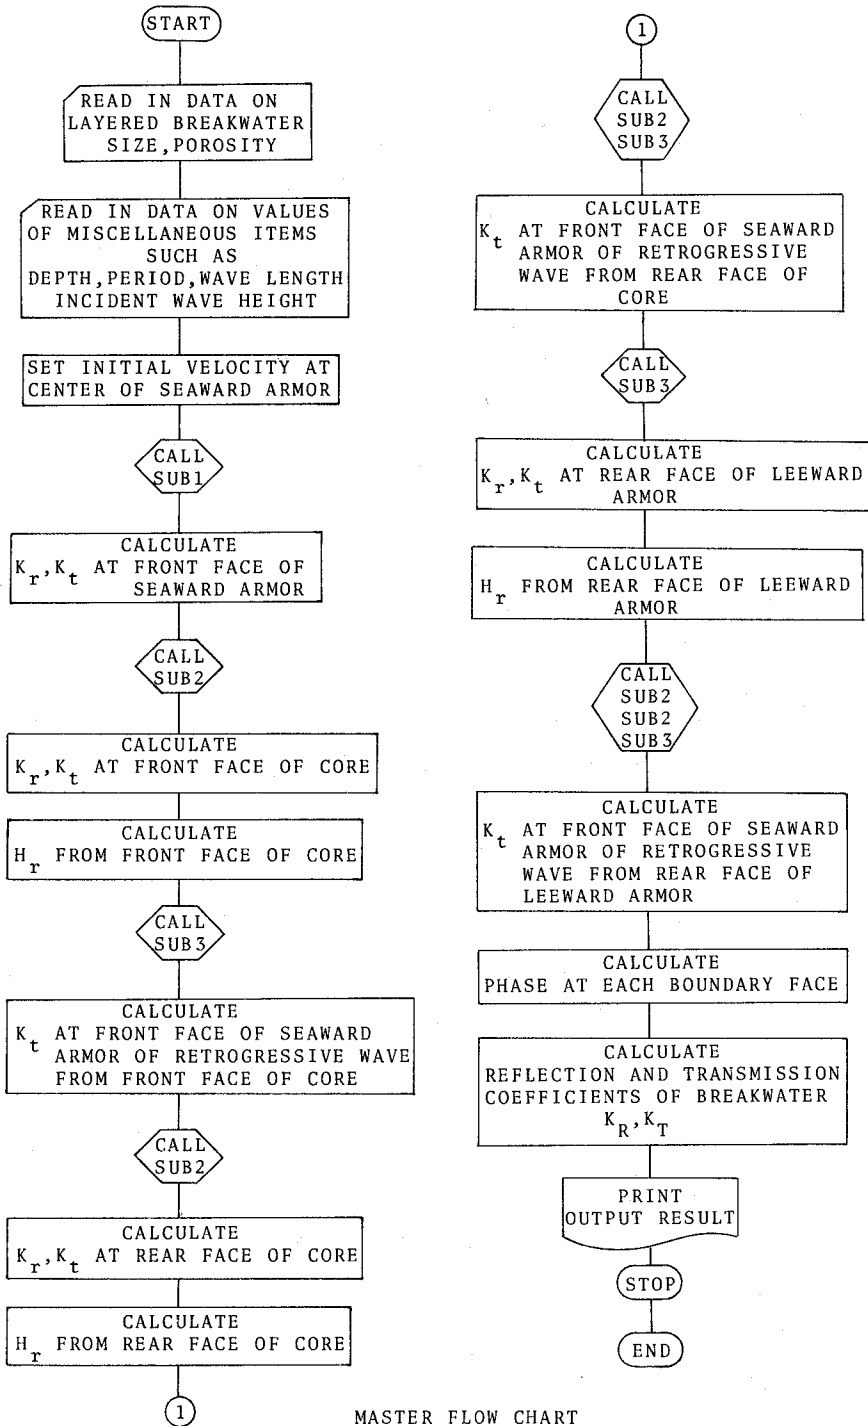 START
READ IN DATA ON
LAYERED BREAKWATER
SIZE,POROSITY
READ IN DATA ON VALUES
OF MISCELLANEOUS ITEMS
SUCH AS
DEPTH,PERIOD,WAVE LENGTH
INCIDENT WAVE HEIGHT
SET INITIAL VELOCITY AT
CENTER OF SEAWARD ARMOR
CALL
SUB1
CALCULATE
Kr,Kt AT FRONT FACE OF
SEAWARD ARMOR
CALL
SUB2
CALCULATE
Kr,Kt AT FRONT FACE OF CORE
CALCULATE
Hr FROM FRONT FACE OF CORE
CALL
SUB3
CALCULATE
Kt AT FRONT FACE OF SEAWARD
ARMOR OF RETROGRESSIVE WAVE
FROM FRONT FACE OF CORE
CALL
SUB2
CALCULATE
Kr,Kt AT REAR FACE OF CORE
CALCULATE
Hr FROM REAR FACE OF CORE
1
1
CALL
SUB2
SUB3
CALCULATE
Kt AT FRONT FACE OF SEAWARD
ARMOR OF RETROGRESSIVE
WAVE FROM REAR FACE OF
CORE
CALL
SUB3
CALCULATE
Kr,Kt AT REAR FACE OF LEEWARD
ARMOR
CALCULATE
Hr FROM REAR FACE OF LEEWARD
ARMOR
CALL
SUB2
SUB2
SUB3
CALCULATE
Kt AT FRONT FACE OF SEAWARD
ARMOR OF RETROGRESSIVE
WAVE FROM REAR FACE OF
LEEWARD ARMOR
CALCULATE
PHASE AT EACH BOUNDARY FACE
CALCULATE
REFLECTION AND TRANSMISSION
COEFFICIENTS OF BREAKWATER
KR,KT
PRINT
OUTPUT RESULT
STOP
END
MASTER FLOW CHART